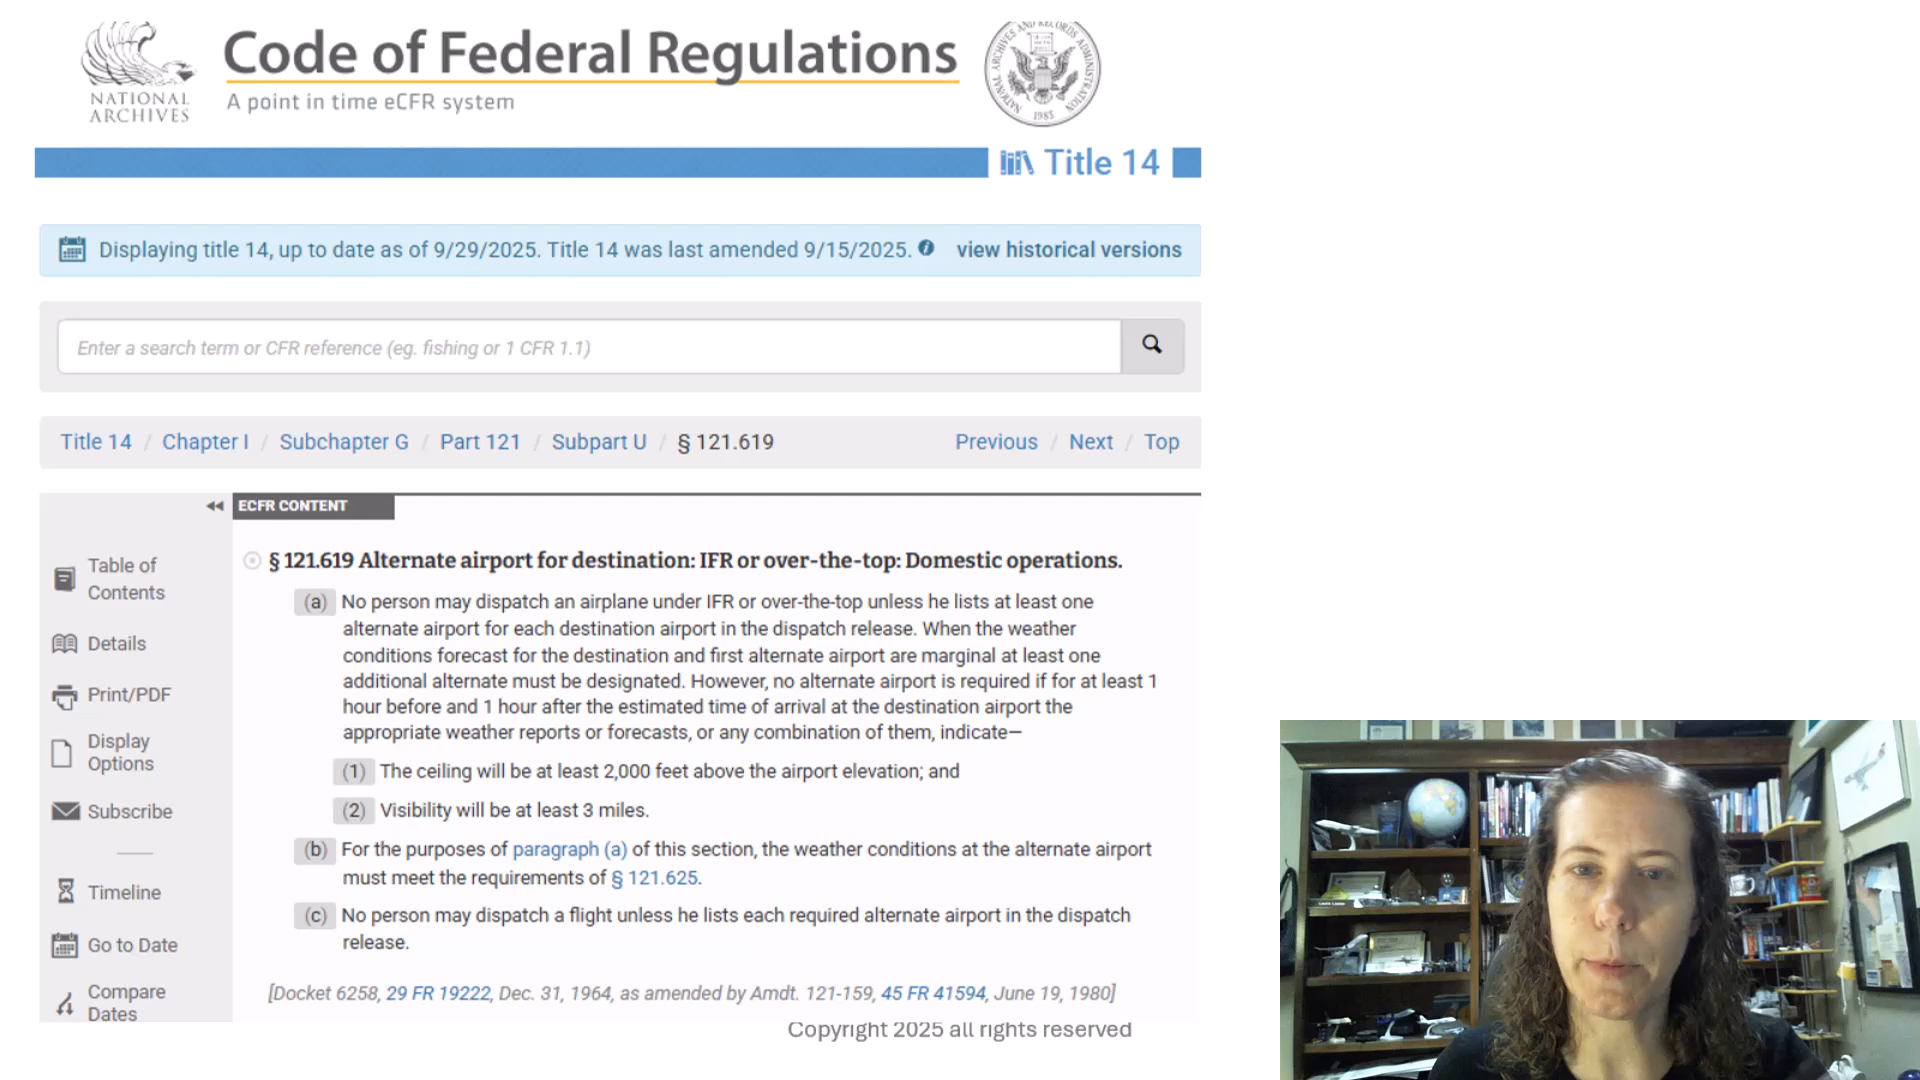 Code of Federal Regulations
A point in time eCFR system
NATIONAL
ARCHIVES
1985
Title 14
Displaying title 14, up to date as of 9/29/2025. Title 14 was last amended 9/15/2025. view historical versions
Enter a search term or CFR reference (eg. fishing or 1 CFR 1.1)
Title 14 / Chapter I / Subchapter G / Part 121 / Subpart U / § 121.619 Previous / Next / Top
ECFR CONTENT
Table of
Contents
Details
Print/PDF
Display
Options
Subscribe
Timeline
Go to Date
Compare
Dates
§ 121.619 Alternate airport for destination: IFR or over-the-top: Domestic operations.
(a) No person may dispatch an airplane under IFR or over-the-top unless he lists at least one
alternate airport for each destination airport in the dispatch release. When the weather
conditions forecast for the destination and first alternate airport are marginal at least one
additional alternate must be designated. However, no alternate airport is required if for at least 1
hour before and 1 hour after the estimated time of arrival at the destination airport the
appropriate weather reports or forecasts, or any combination of them, indicate—
(1) The ceiling will be at least 2,000 feet above the airport elevation; and
(2) Visibility will be at least 3 miles.
(b) For the purposes of paragraph (a) of this section, the weather conditions at the alternate airport
must meet the requirements of § 121.625.
(c) No person may dispatch a flight unless he lists each required alternate airport in the dispatch
release.
[Docket 6258, 29 FR 19222, Dec. 31, 1964, as amended by Amdt. 121-159, 45 FR 41594, June 19, 1980]
Copyright 2025 all rights reserved